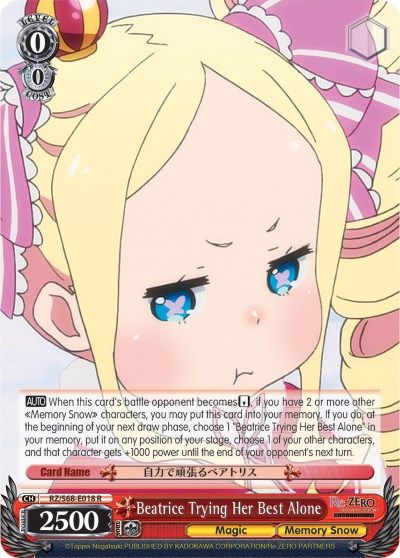 LEVEL
0
0
COST
AUTO When this card's battle opponent becomes , if you have 2 or more other
«Memory Snow» characters, you may put this card into your memory. If you do, at
the beginning of your next draw phase, choose 1 "Beatrice Trying Her Best Alone" in
your memory, put it on any position of your stage, choose 1 of your other characters,
and that character gets +1000 power until the end of your opponent's next turn.
Card Name 自力で頑張るベアトリス
CH RZ/S68-E018 R
Beatrice Trying Her Best Alone
Re:ZERO
POWER 2500
Magic Memory Snow
©Tappei Nagatsuki,PUBLISHED BY KADOKAWA CORPORATION/Re:ZERO PARTNERS